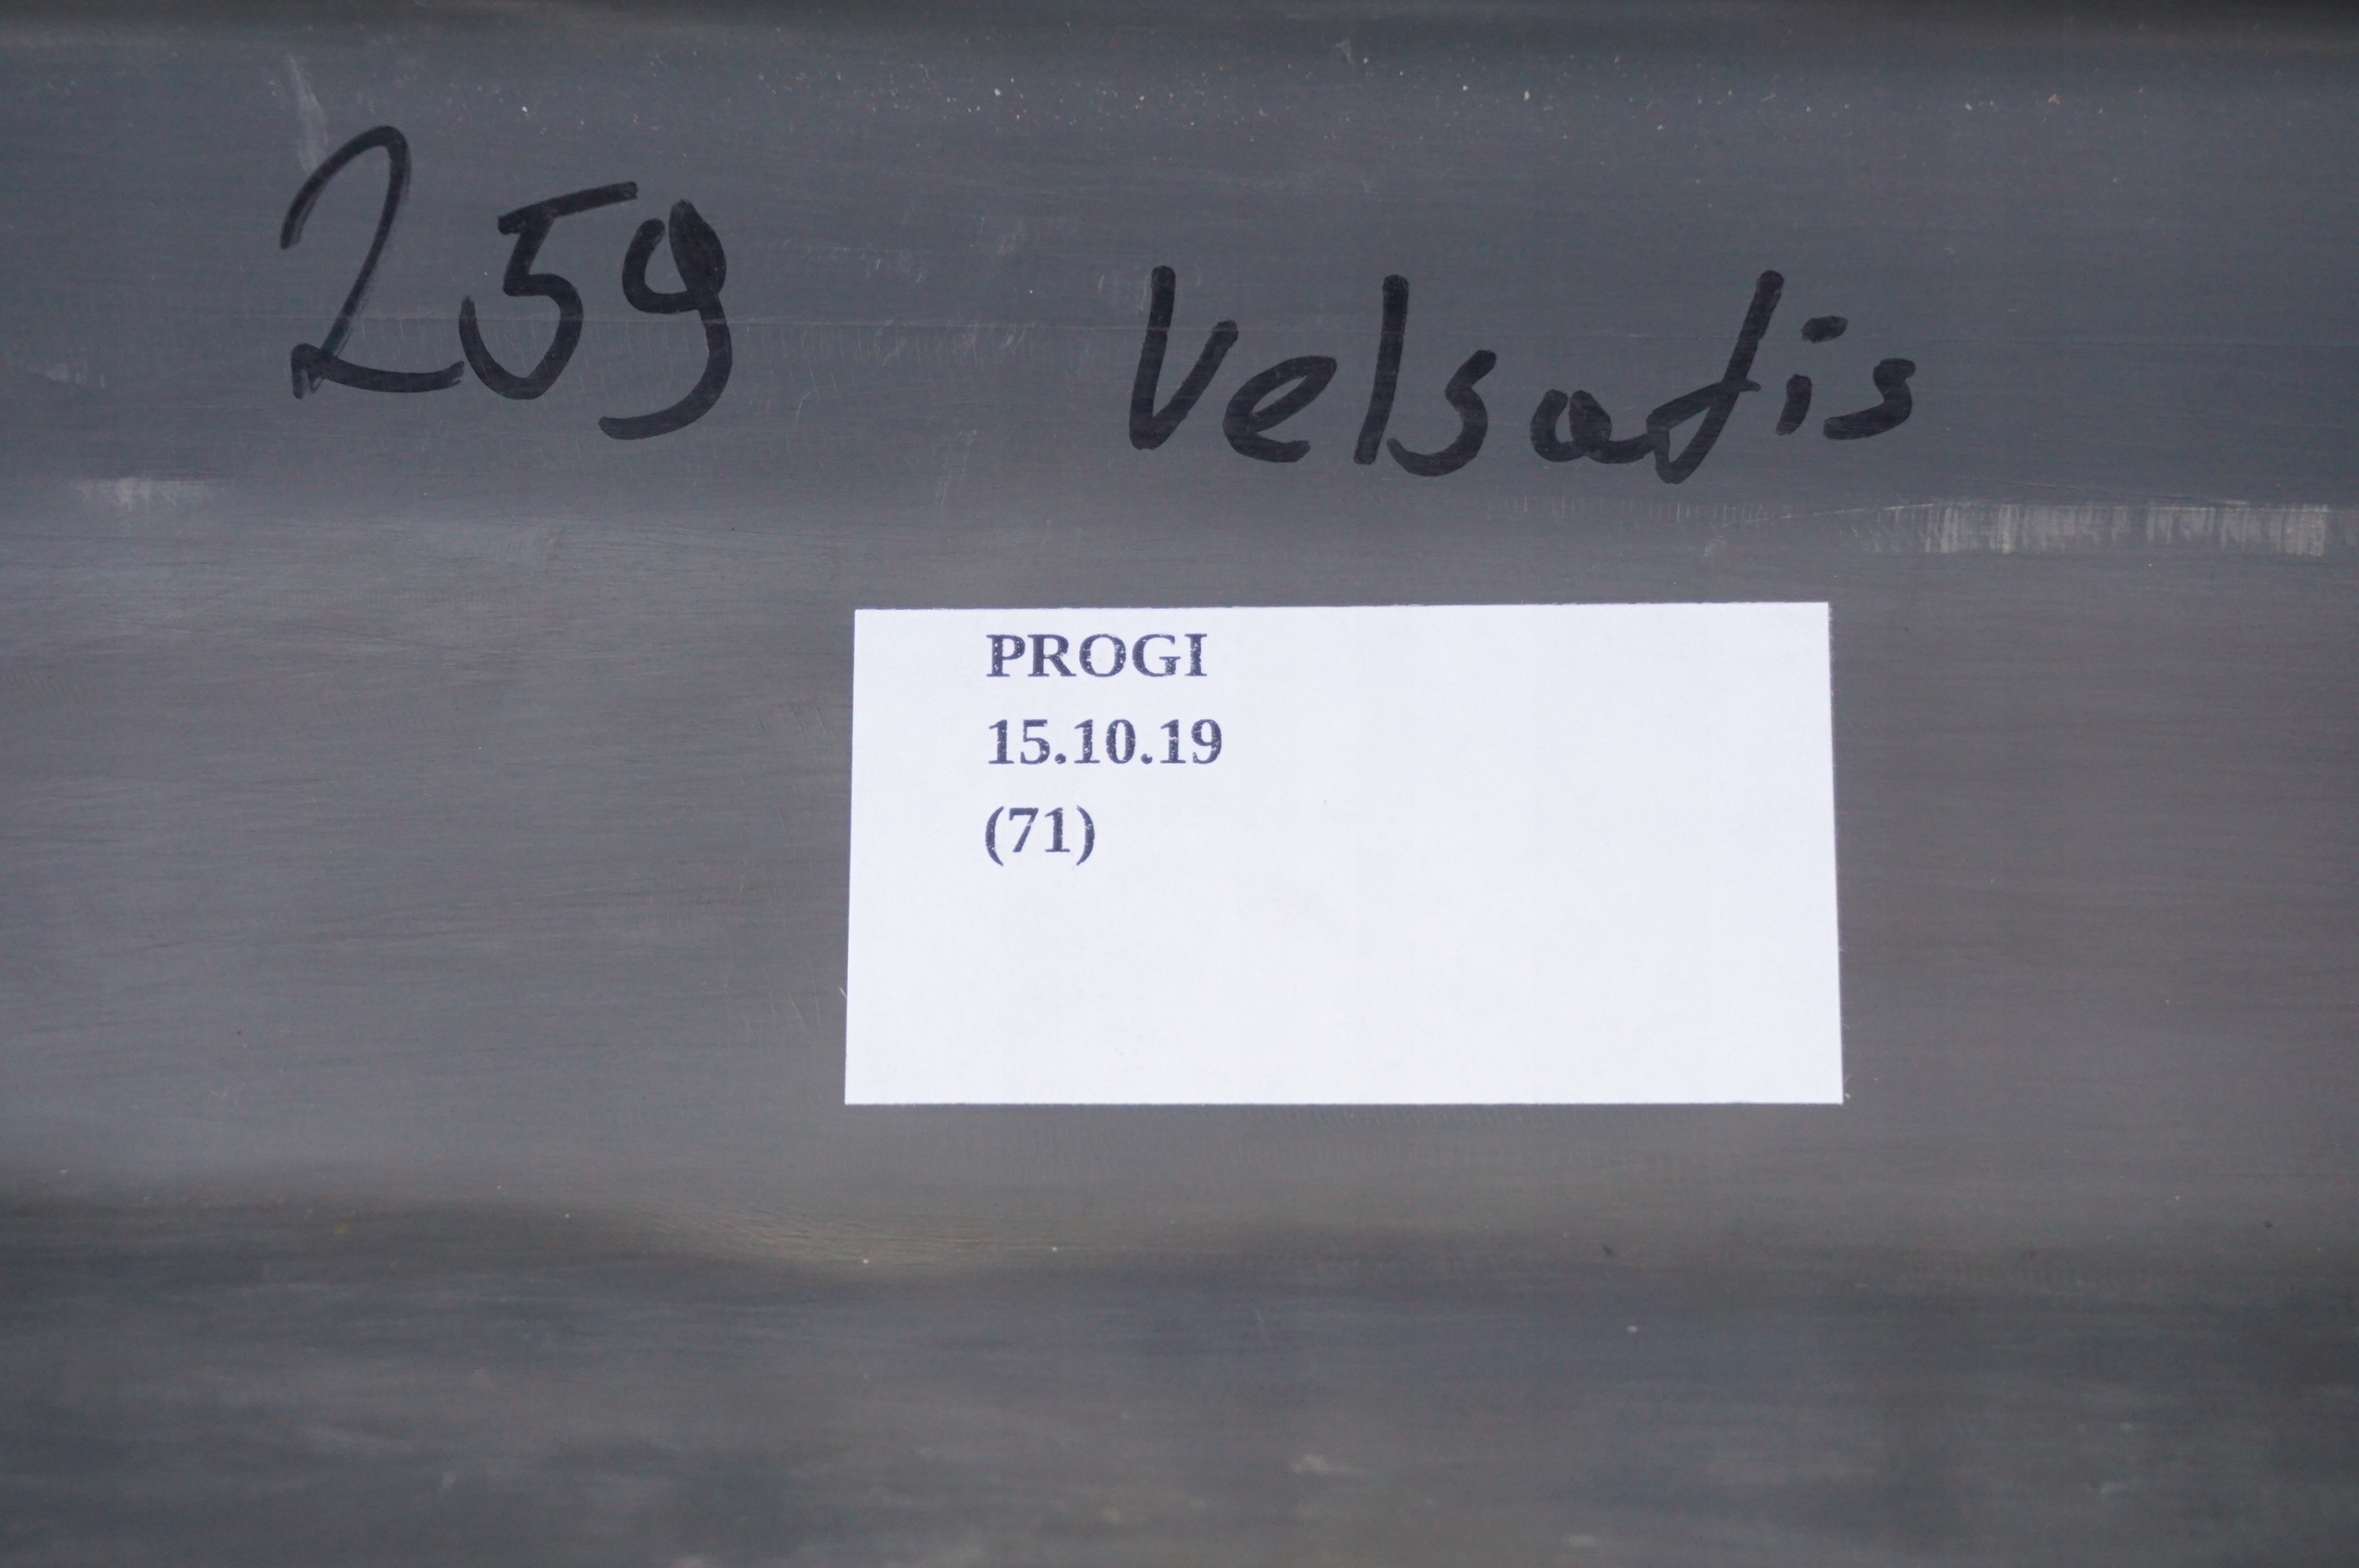 259 Velsatis
PROGI
15.10.19
(71)